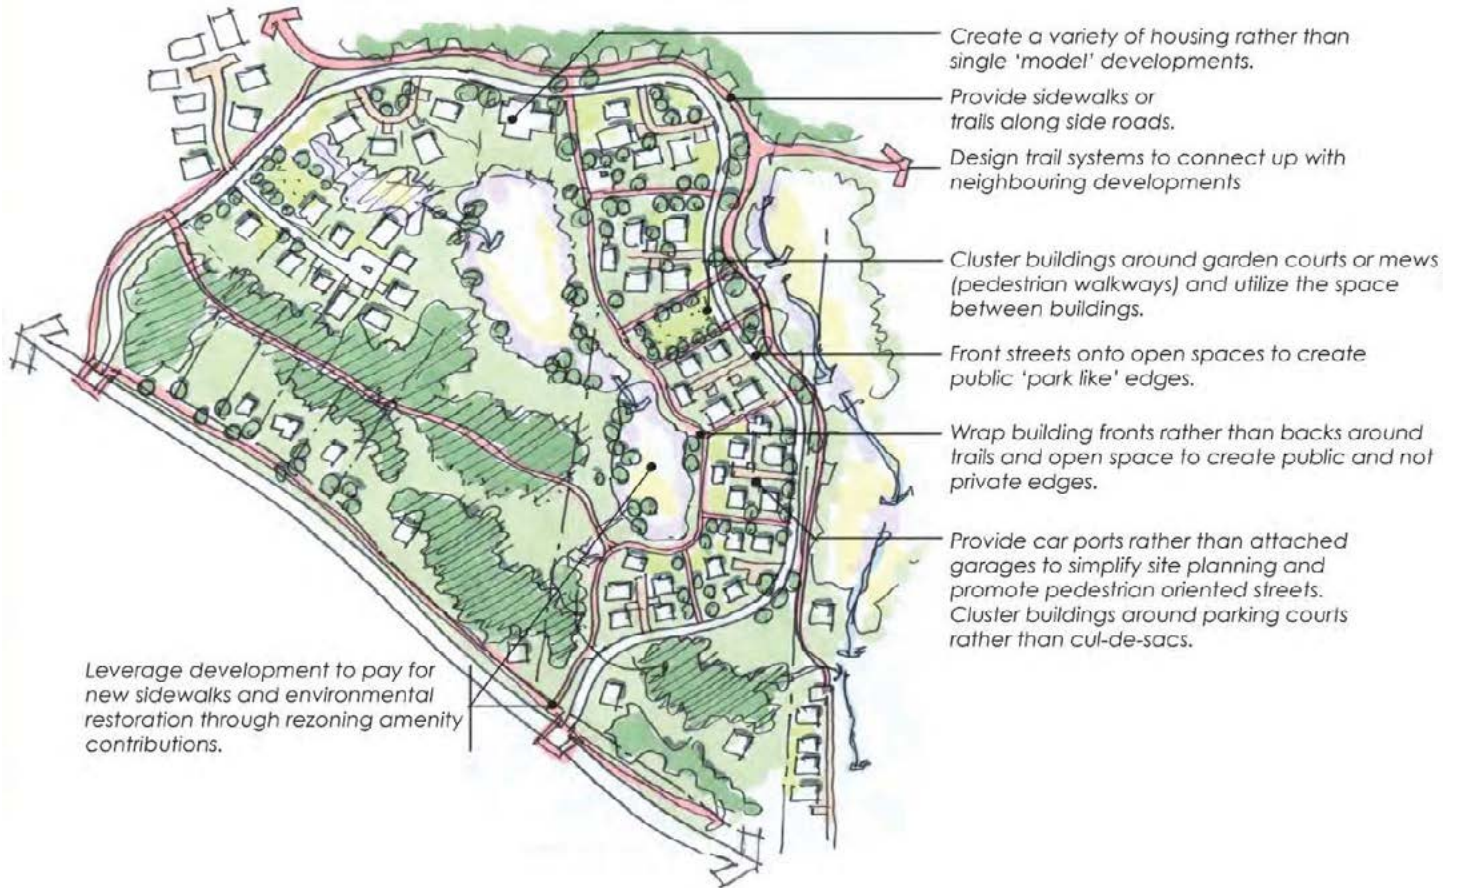 Create a variety of housing rather than
single 'model' developments.
Provide sidewalks or
trails along side roads.
Design trail systems to connect up with
neighbouring developments
Cluster buildings around garden courts or mews
(pedestrian walkways) and utilize the space
between buildings.
Front streets onto open spaces to create
public 'park like' edges.
Wrap building fronts rather than backs around
trails and open space to create public and not
private edges.
Provide car ports rather than attached
garages to simplify site planning and
promote pedestrian oriented streets.
Cluster buildings around parking courts
rather than cul-de-sacs.
Leverage development to pay for
new sidewalks and environmental
restoration through rezoning amenity
contributions.